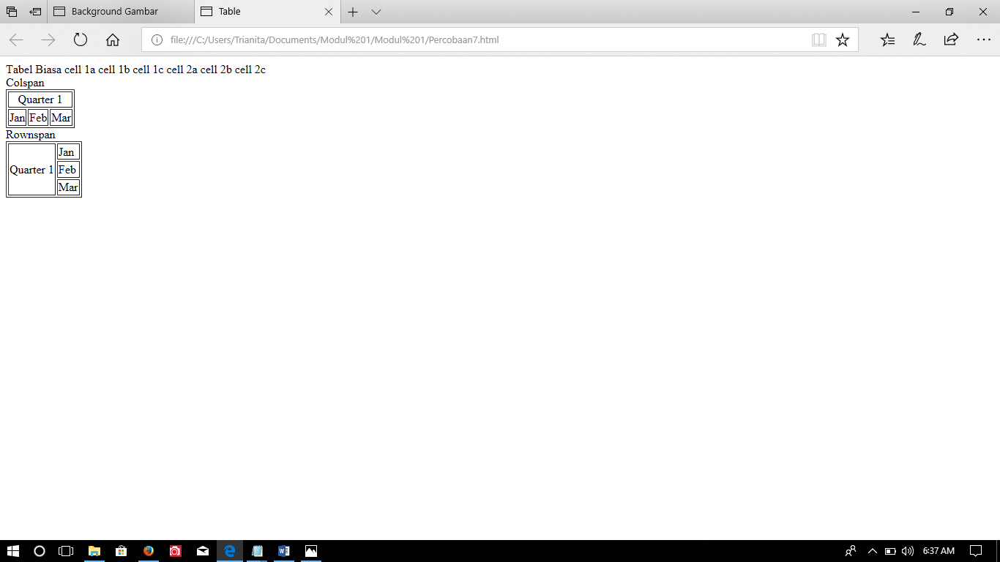 Background Gambar
Table
file:///C:/Users/Trianita/Documents/Modul%201/Modul%201/Percobaan7.html
Tabel Biasa cell 1a cell 1b cell 1c cell 2a cell 2b cell 2c
Colspan
Quarter 1
Jan Feb Mar
Rownspan
Quarter 1
Jan
Feb
Mar
6:37 AM